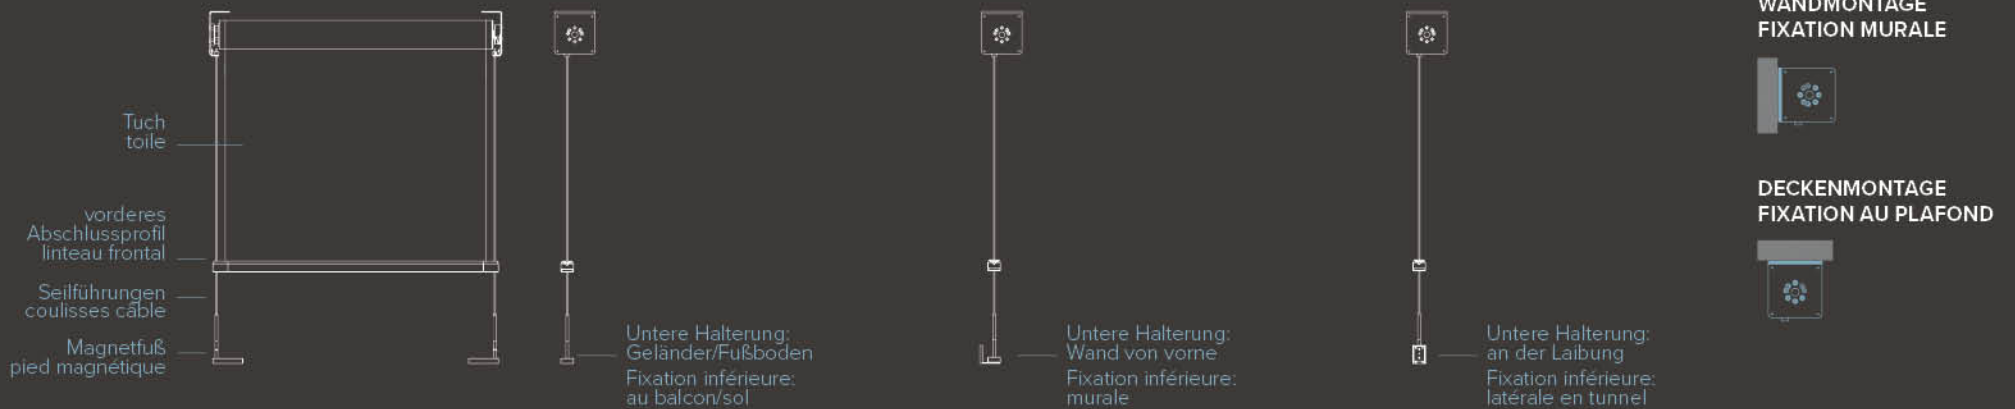 Tuch
toile
vorderes
Abschlussprofil
linteau frontal
Seilführungen
coulisses câble
Magnetfuß
pied magnétique
Untere Halterung:
Geländer/Fußboden
Fixation inférieure:
au balcon/sol
Untere Halterung:
Wand von vorne
Fixation inférieure:
murale
Untere Halterung:
an der Laibung
Fixation inférieure:
latérale en tunnel
WANDMONTAGE
FIXATION MURALE
DECKENMONTAGE
FIXATION AU PLAFOND